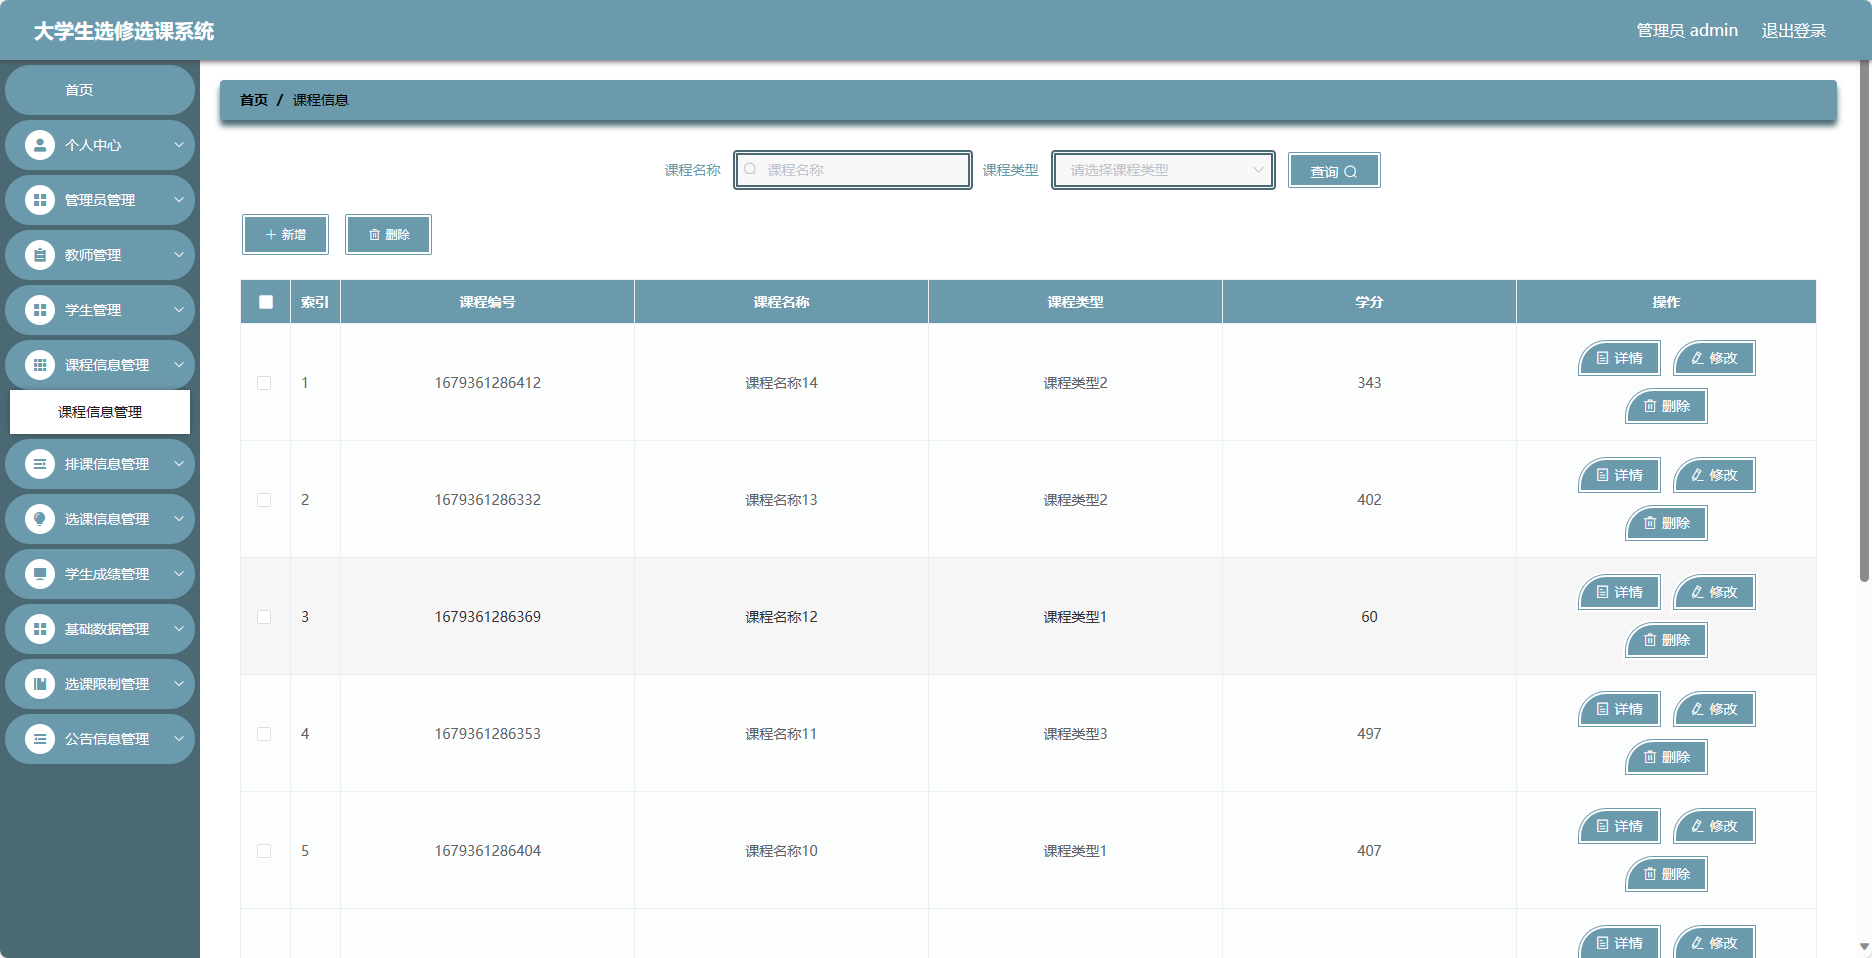 大学生选修选课系统
管理员 admin 退出登录
首页
个人中心
管理员管理
教师管理
学生管理
课程信息管理
课程信息管理
排课信息管理
选课信息管理
学生成绩管理
基础数据管理
选课限制管理
公告信息管理
首页 / 课程信息
课程名称 课程名称 课程类型 请选择课程类型 查询
新增 删除
索引 课程编号 课程名称 课程类型 学分 操作
1 1679361286412 课程名称14 课程类型2 343 详情 修改
删除
2 1679361286332 课程名称13 课程类型2 402 详情 修改
删除
3 1679361286369 课程名称12 课程类型1 60 详情 修改
删除
4 1679361286353 课程名称11 课程类型3 497 详情 修改
删除
5 1679361286404 课程名称10 课程类型1 407 详情 修改
删除
详情 修改